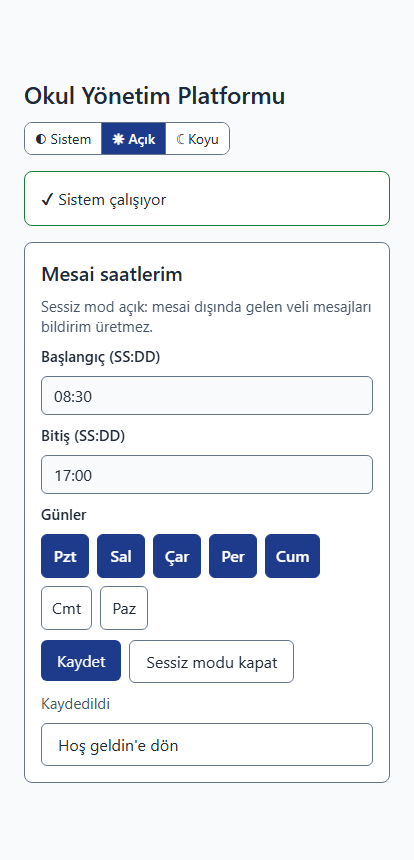 Okul Yönetim Platformu
◐ Sistem ☀ Açık ☾ Koyu
✓ Sistem çalışıyor
Mesai saatlerim
Sessiz mod açık: mesai dışında gelen veli mesajları
bildirim üretmez.
Başlangıç (SS:DD)
08:30
Bitiş (SS:DD)
17:00
Günler
Pzt Sal Çar Per Cum
Cmt Paz
Kaydet Sessiz modu kapat
Kaydedildi
Hoş geldin'e dön